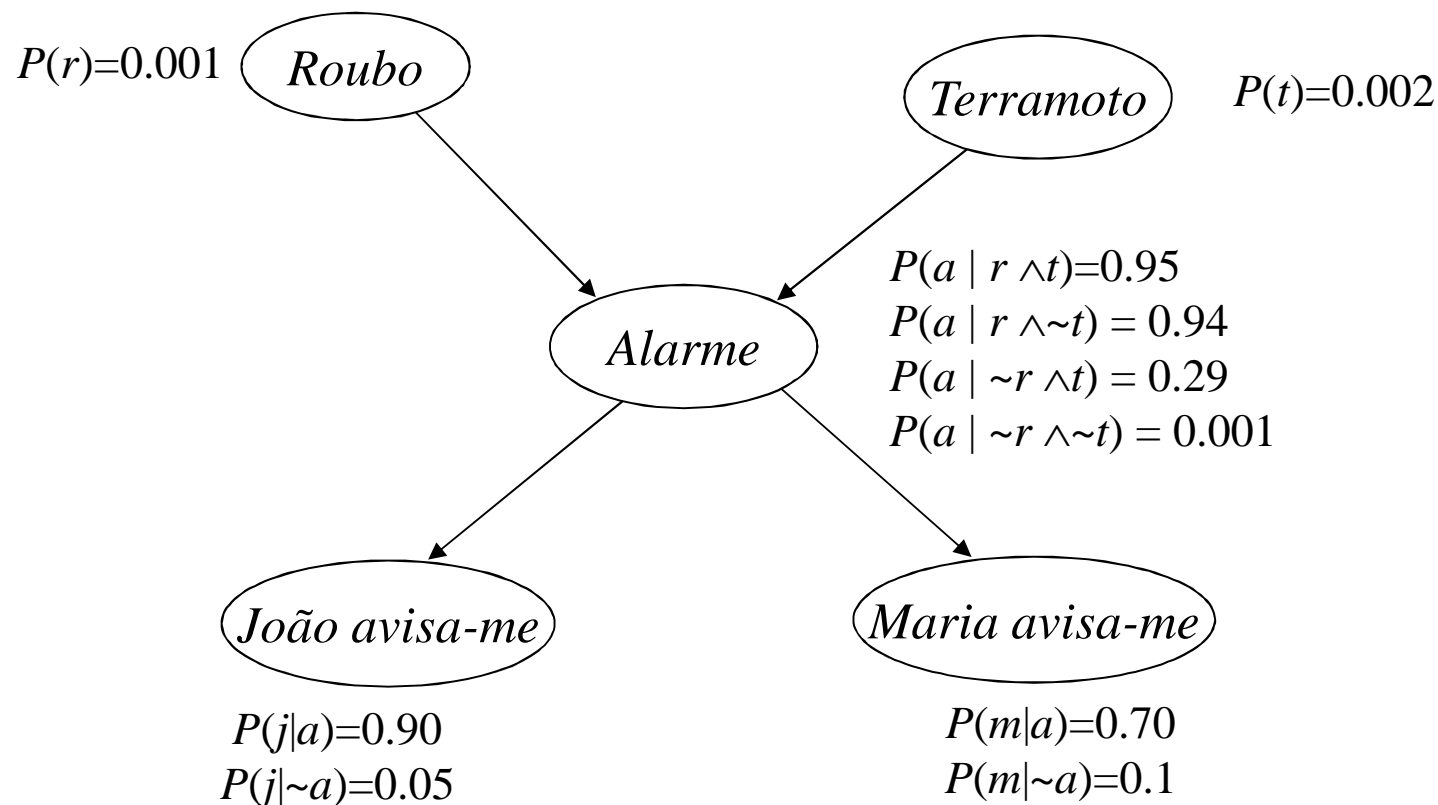 P(r)=0.001
Roubo
Terramoto
P(t)=0.002
Alarme
P(a | r ∧t)=0.95
P(a | r ∧~t) = 0.94
P(a | ~r ∧t) = 0.29
P(a | ~r ∧~t) = 0.001
João avisa-me
Maria avisa-me
P(j|a)=0.90
P(j|~a)=0.05
P(m|a)=0.70
P(m|~a)=0.1